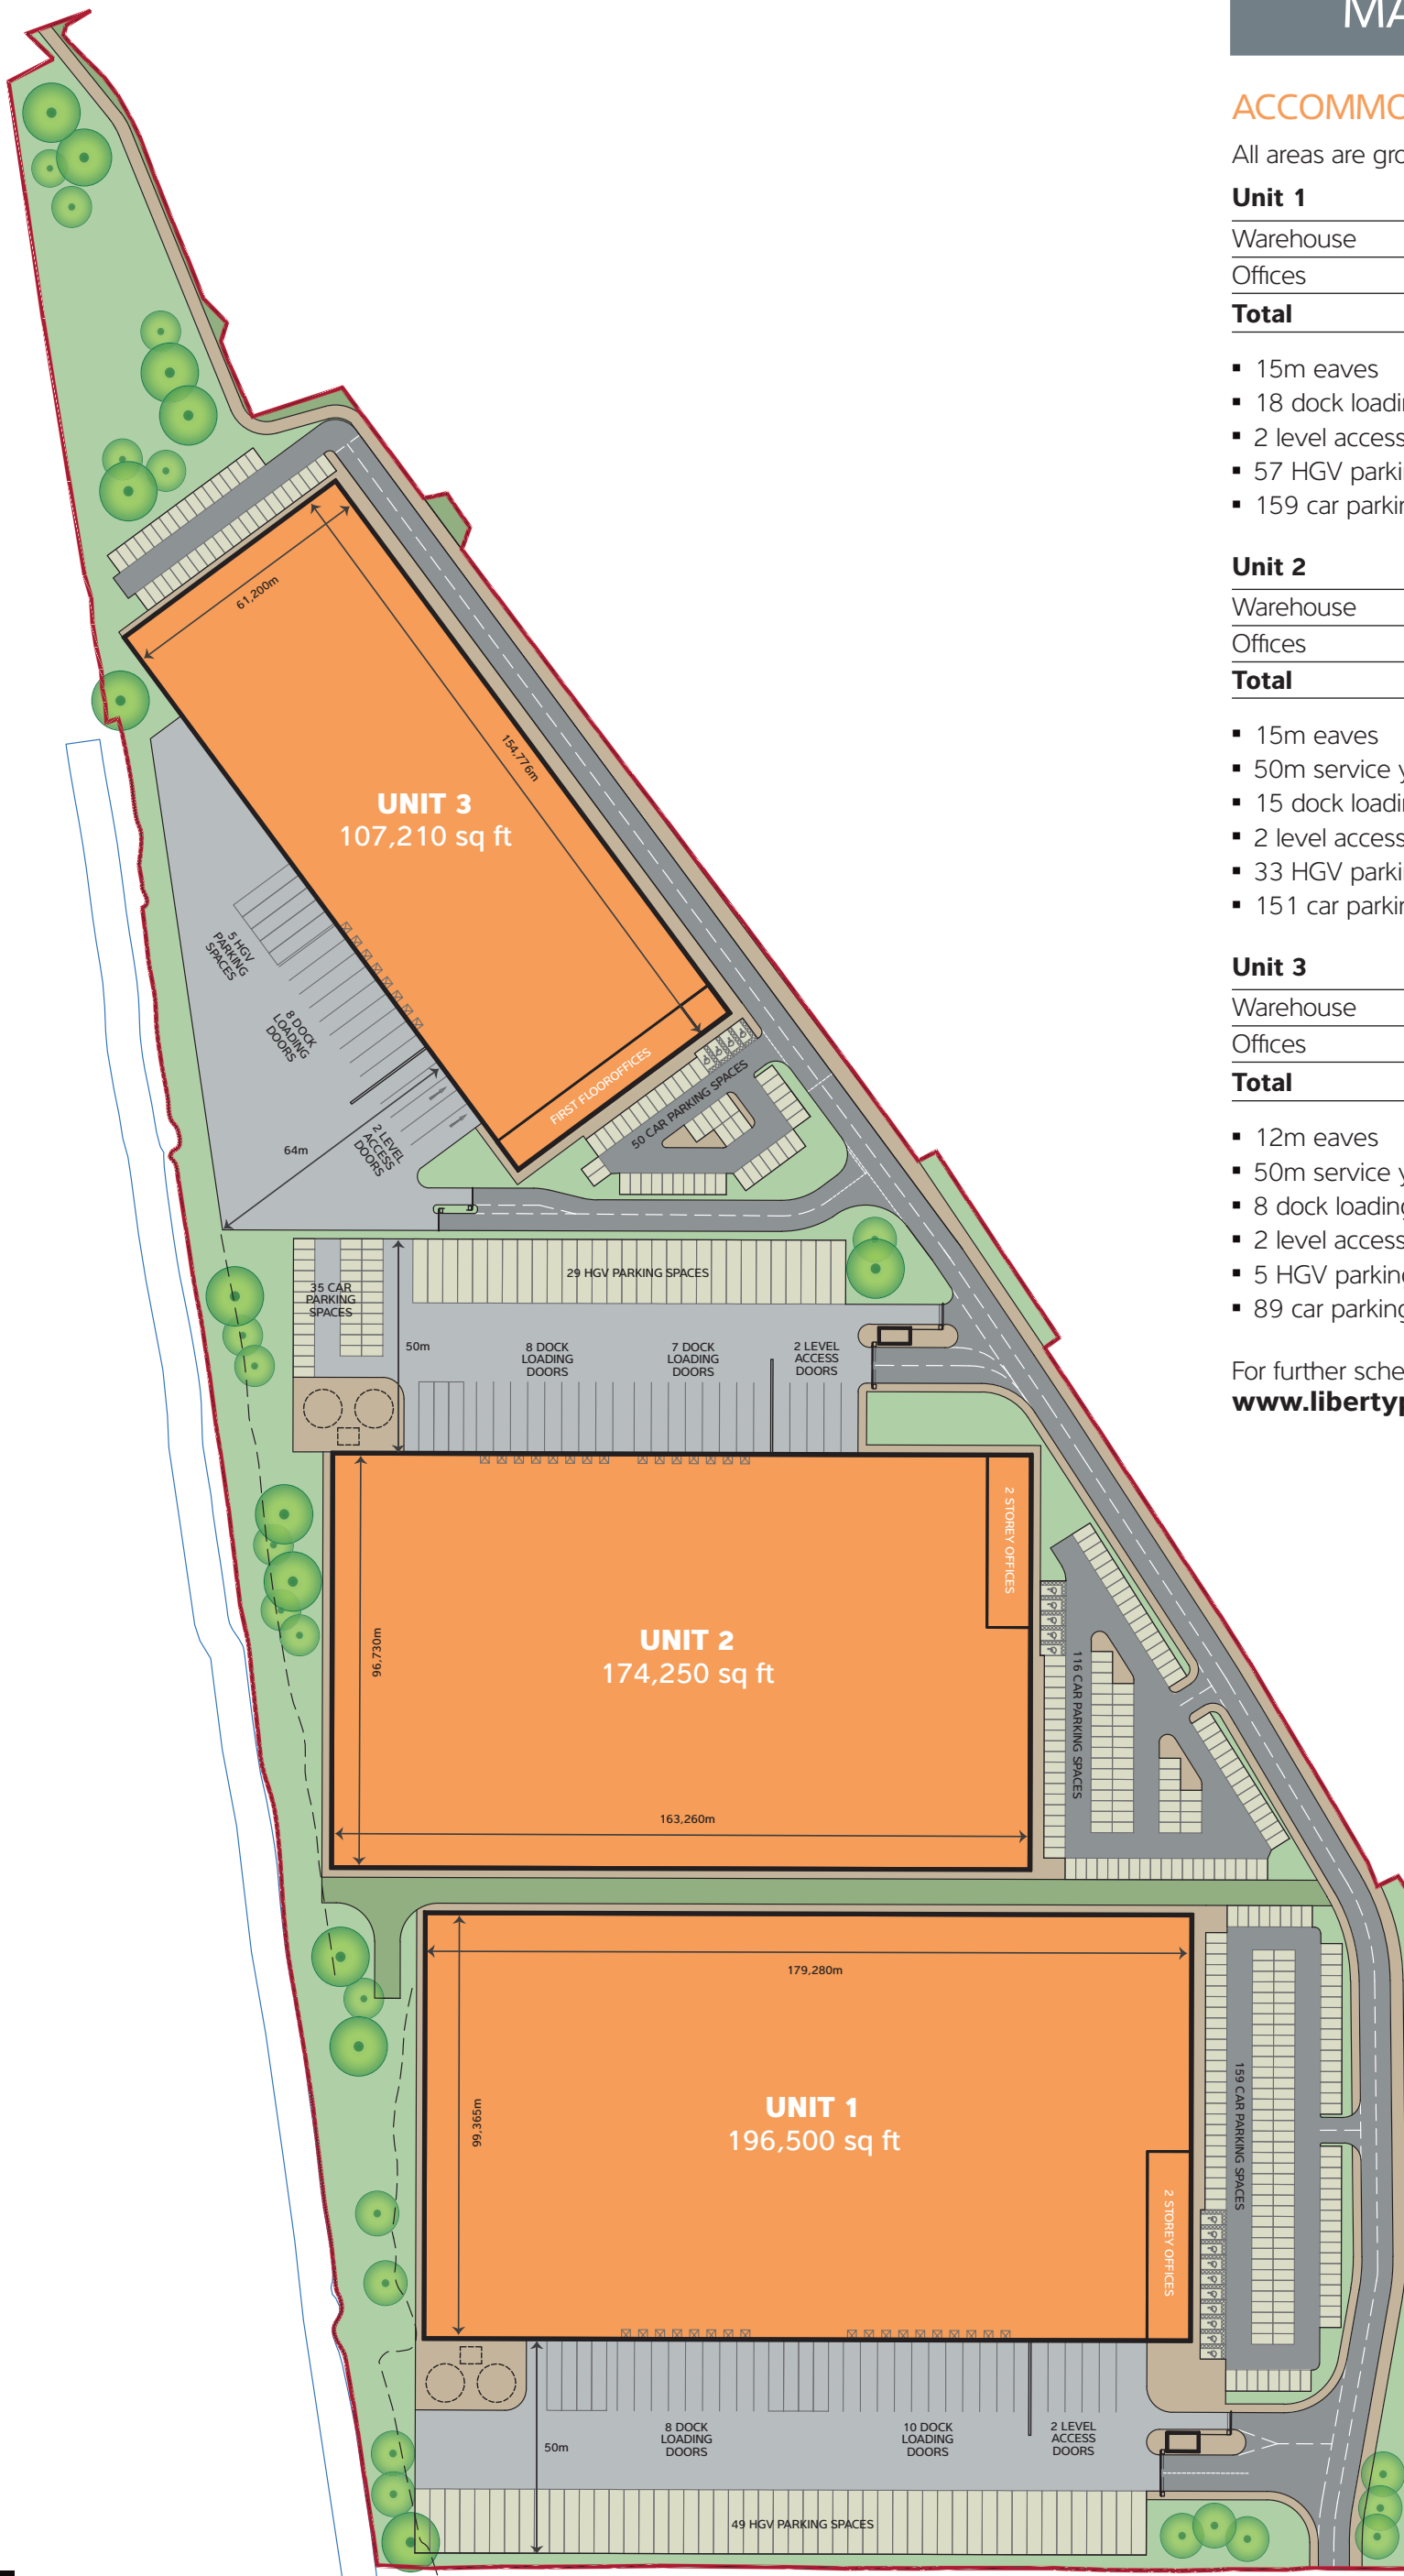 MA
ACCOMMO
All areas are gro
Unit 1
Warehouse
Offices
Total
▪ 15m eaves
▪ 18 dock loadi
▪ 2 level access
▪ 57 HGV parki
▪ 159 car parki
Unit 2
Warehouse
Offices
Total
▪ 15m eaves
▪ 50m service y
▪ 15 dock loadi
▪ 2 level access
▪ 33 HGV parki
▪ 151 car parki
Unit 3
Warehouse
Offices
Total
▪ 12m eaves
▪ 50m service y
▪ 8 dock loading
▪ 2 level access
▪ 5 HGV parking
▪ 89 car parking
For further sche
www.libertyp
61,200m
154,776m
UNIT 3
107,210 sq ft
5 HGV
PARKING
SPACES
8 DOCK
LOADING
DOORS
2 LEVEL
ACCESS
DOORS
64m
FIRST FLOOROFFICES
50 CAR PARKING SPACES
29 HGV PARKING SPACES
35 CAR
PARKING
SPACES
50m
8 DOCK
LOADING
DOORS
7 DOCK
LOADING
DOORS
2 LEVEL
ACCESS
DOORS
2 STOREY OFFICES
96,730m
UNIT 2
174,250 sq ft
116 CAR PARKING SPACES
163,260m
179,280m
99,365m
UNIT 1
196,500 sq ft
159 CAR PARKING SPACES
2 STOREY OFFICES
50m
8 DOCK
LOADING
DOORS
10 DOCK
LOADING
DOORS
2 LEVEL
ACCESS
DOORS
49 HGV PARKING SPACES